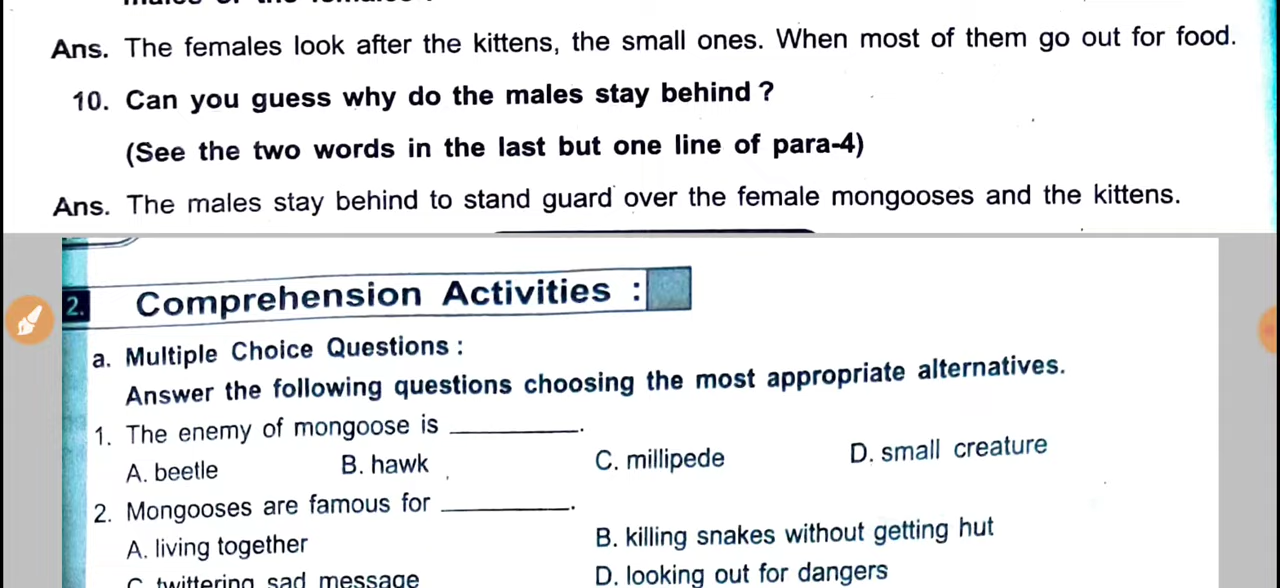 Ans. The females look after the kittens, the small ones. When most of them go out for food.
10. Can you guess why do the males stay behind ?
(See the two words in the last but one line of para-4)
Ans. The males stay behind to stand guard over the female mongooses and the kittens.
2. Comprehension Activities :
a. Multiple Choice Questions :
Answer the following questions choosing the most appropriate alternatives.
1. The enemy of mongoose is ________.
A. beetle B. hawk C. millipede D. small creature
2. Mongooses are famous for ________.
A. living together B. killing snakes without getting hut
C. twittering sad message D. looking out for dangers